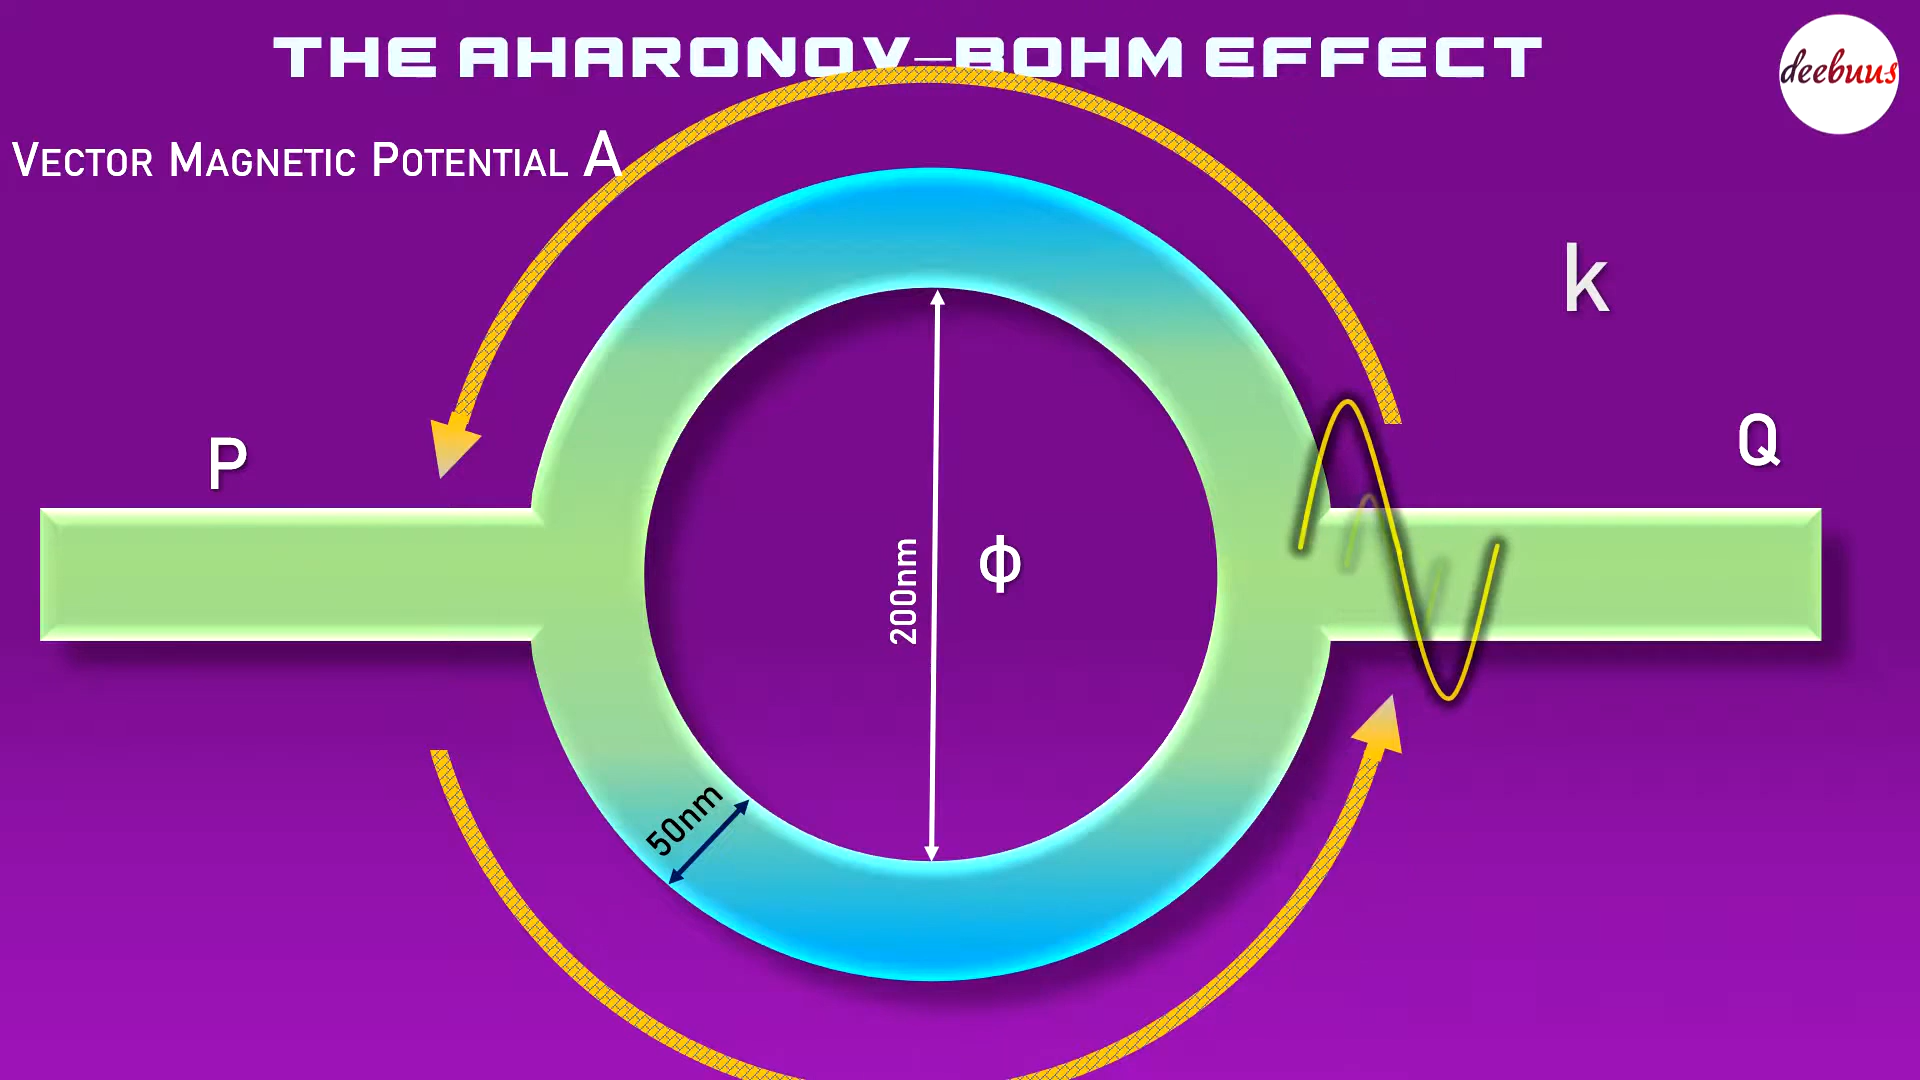 THE AHARONOV–BOHM EFFECT
deebuus
Vector Magnetic Potential A
k
P
Q
200nm
ϕ
50nm